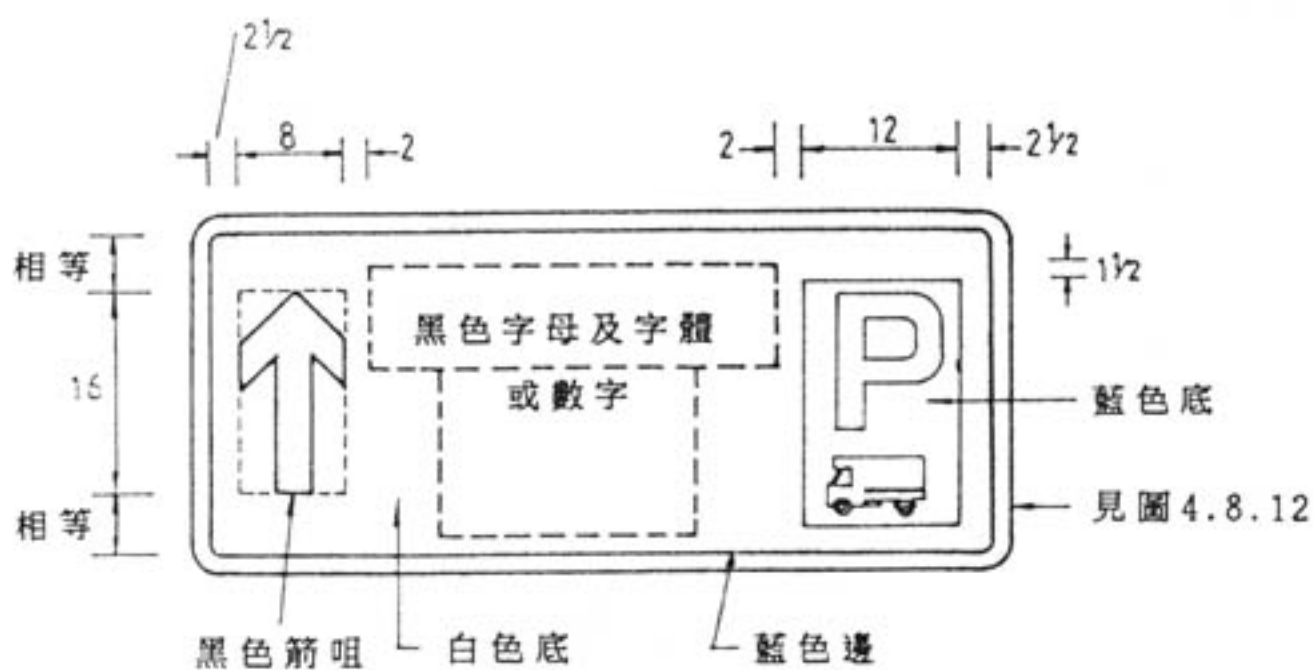 2½
8
2
2
12
2½
相等
1½
黑色字母及字體
P
16
或數字
藍色底
相等
見圖4.8.12
黑色箭咀
白色底
藍色邊